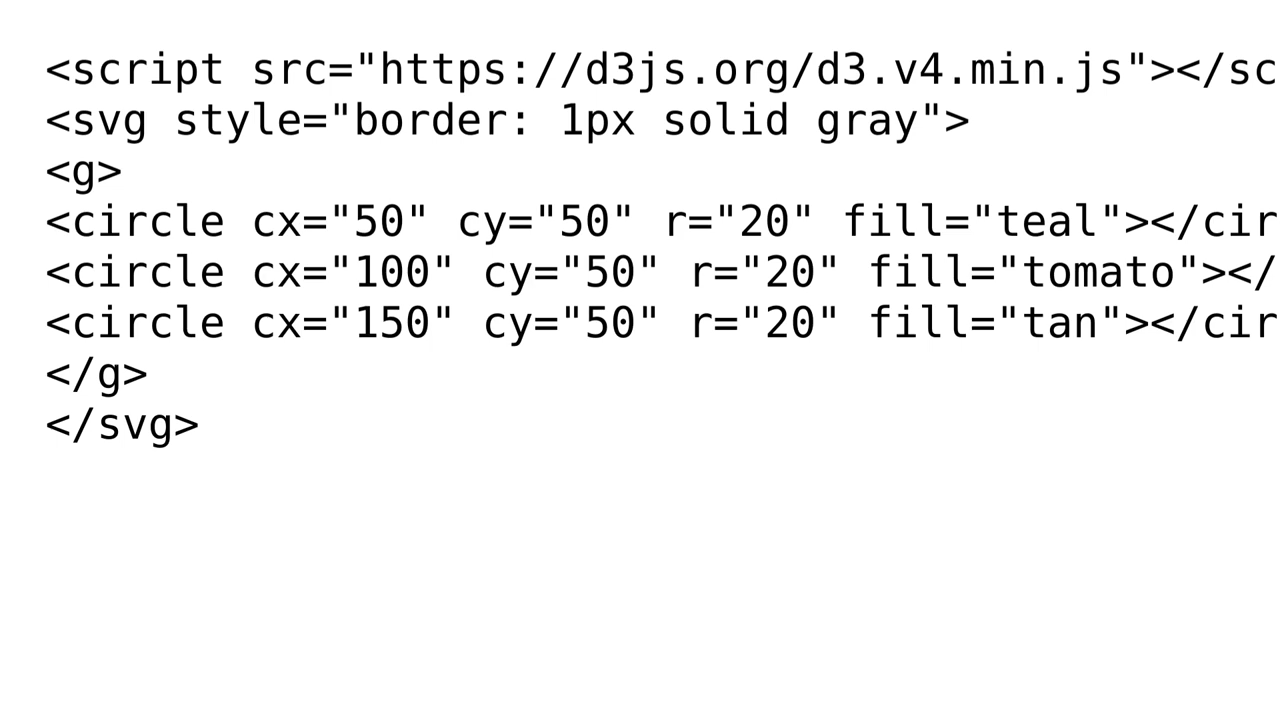 <script src="https://d3js.org/d3.v4.min.js"></sc
<svg style="border: 1px solid gray">
<g>
<circle cx="50" cy="50" r="20" fill="teal"></cir
<circle cx="100" cy="50" r="20" fill="tomato"></
<circle cx="150" cy="50" r="20" fill="tan"></cir
</g>
</svg>